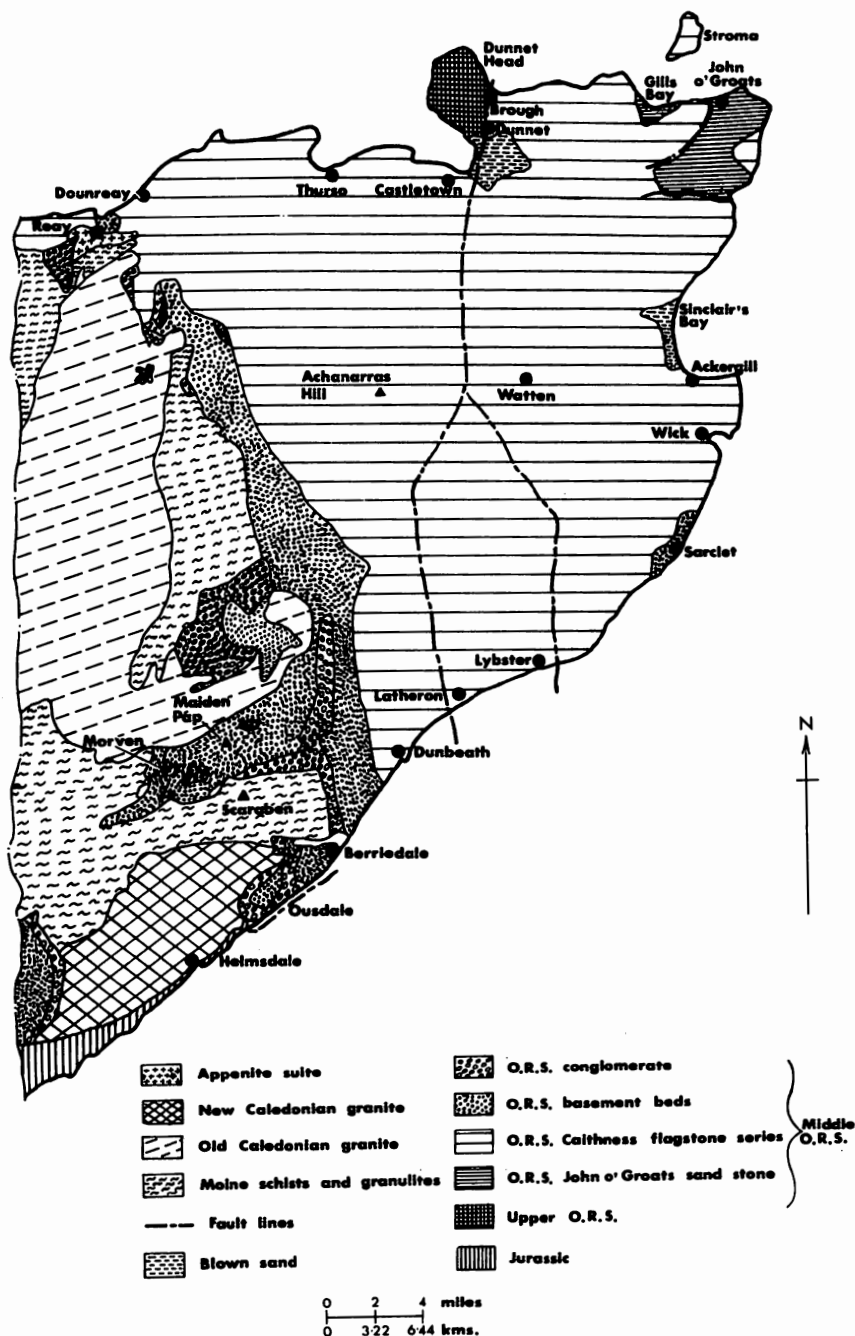 Stroma
Dunnet
Head
John
o'Groats
Gills
Bay
Brough
Dunnet
Dounreay
Thurso
Castletown
Reay
Sinclair's
Bay
Achanarras
Hill
Watten
Ackergill
Wick
Sarclet
Lybster
Latheron
Maiden
Pap
Morven
Dunbeath
Scaraben
Berriedale
Ousdale
Helmsdale
N
Appenite suite
New Caledonian granite
Old Caledonian granite
Moine schists and granulites
Fault lines
Blown sand
O.R.S. conglomerate
O.R.S. basement beds
O.R.S. Caithness flagstone series
O.R.S. John o' Groats sand stone
Middle
O.R.S.
Upper O.R.S.
Jurassic
0 2 4 miles
0 3·22 6·44 kms.